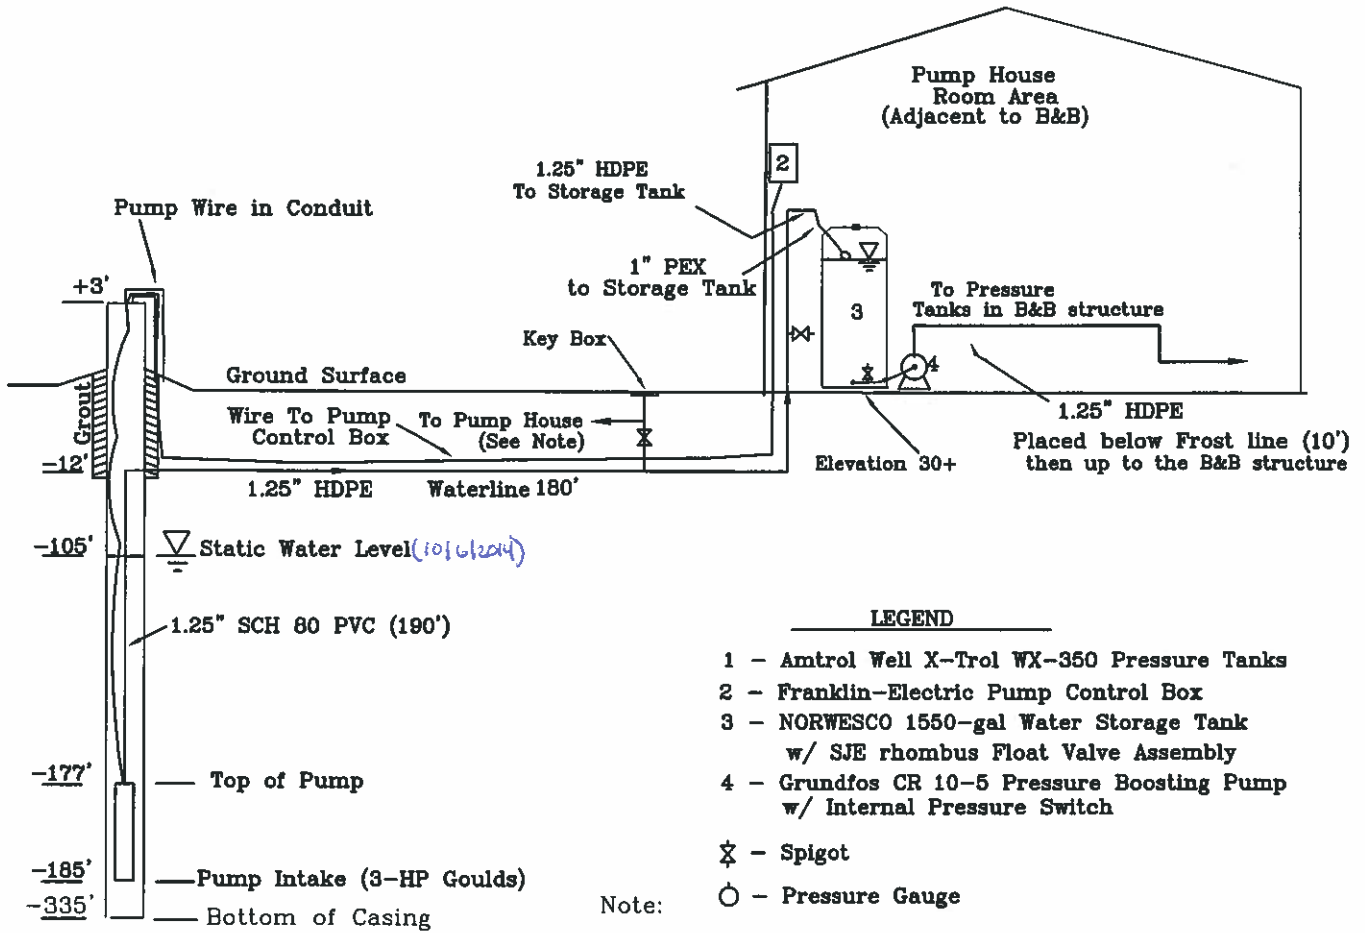 Pump House
Room Area
(Adjacent to B&B)
2
1.25" HDPE
To Storage Tank
Pump Wire in Conduit
1" PEX
to Storage Tank
+3'
To Pressure
Tanks in B&B structure
3
Key Box
4
Ground Surface
Grout
Wire To Pump
Control Box
To Pump House
(See Note)
1.25" HDPE
Placed below Frost line (10')
then up to the B&B structure
-12'
Elevation 30+
1.25" HDPE
Waterline 180'
-105'
Static Water Level (10/6/2014)
1.25" SCH 80 PVC (190')
LEGEND
1 - Amtrol Well X-Trol WX-350 Pressure Tanks
2 - Franklin-Electric Pump Control Box
3 - NORWESCO 1550-gal Water Storage Tank
w/ SJE rhombus Float Valve Assembly
4 - Grundfos CR 10-5 Pressure Boosting Pump
w/ Internal Pressure Switch
- Spigot
- Pressure Gauge
-177'
Top of Pump
-185'
Pump Intake (3-HP Goulds)
-335'
Bottom of Casing
Note: